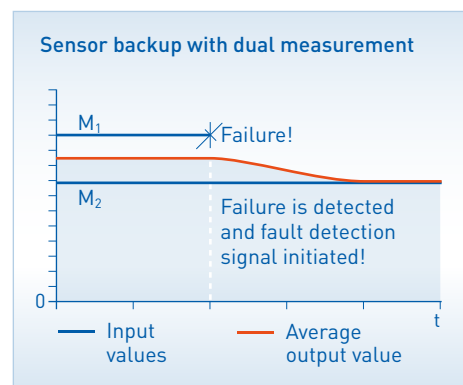 Sensor backup with dual measurement
M₁
Failure!
M₂
Failure is detected
and fault detection
signal initiated!
0
t
Input
values
Average
output value